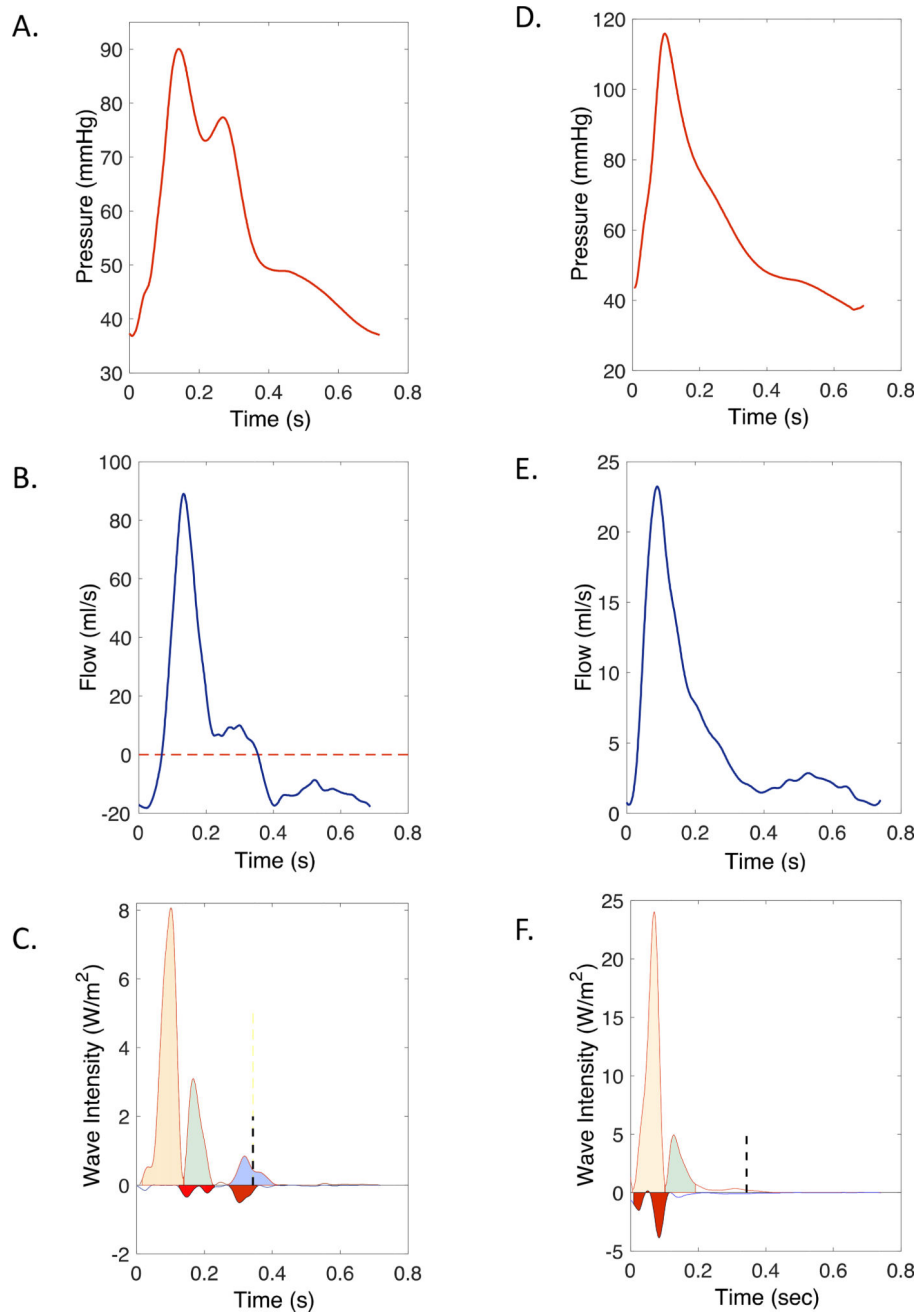 A.
Pressure (mmHg)
90
80
70
60
50
40
30
0 0.2 0.4 0.6 0.8
Time (s)
B.
Flow (ml/s)
100
80
60
40
20
0
-20
0 0.2 0.4 0.6 0.8
Time (s)
C.
Wave Intensity (W/m²)
8
6
4
2
0
-2
0 0.2 0.4 0.6 0.8
Time (s)
D.
Pressure (mmHg)
120
100
80
60
40
20
0 0.2 0.4 0.6 0.8
Time (s)
E.
Flow (ml/s)
25
20
15
10
5
0
0 0.2 0.4 0.6 0.8
Time (s)
F.
Wave Intensity (W/m²)
25
20
15
10
5
0
-5
0 0.2 0.4 0.6 0.8
Time (sec)